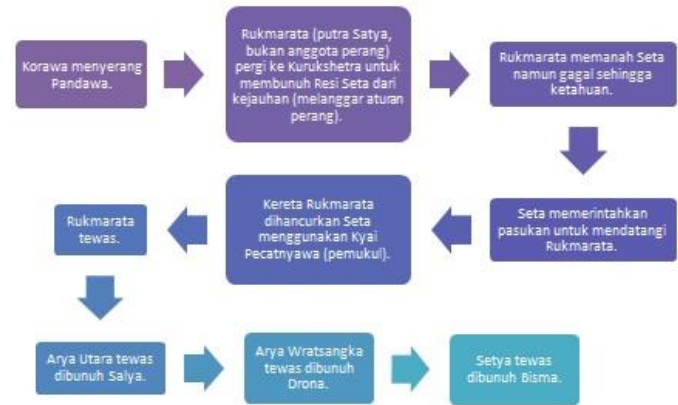 Korawa menyerang
Pandawa.
Rukmarata (putra Satya,
bukan anggota perang)
pergi ke Kurukshetra untuk
membunuh Resi Seta dari
kejauhan (melanggar aturan
perang).
Rukmarata memanah Seta
namun gagal sehingga
ketahuan.
Seta memerintahkan
pasukan untuk mendatangi
Rukmarata.
Kereta Rukmarata
dihancurkan Seta
menggunakan Kyai
Pecatnyawa (pemukul).
Rukmarata
tewas.
Arya Utara tewas
dibunuh Salya.
Arya Wratsangka
tewas dibunuh
Drona.
Setya tewas
dibunuh Bisma.